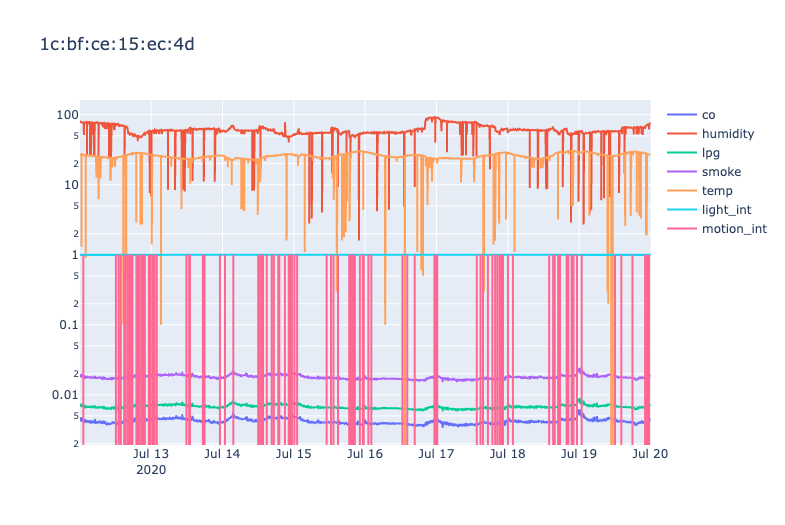 1c:bf:ce:15:ec:4d
100
5
2
10
5
2
1
5
2
0.1
5
2
0.01
5
2
Jul 13
2020
Jul 14
Jul 15
Jul 16
Jul 17
Jul 18
Jul 19
Jul 20
co
humidity
lpg
smoke
temp
light_int
motion_int